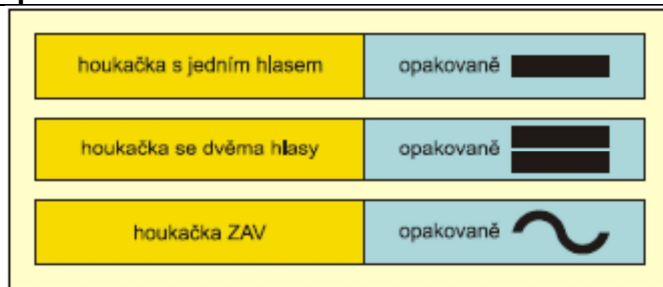 houkačka s jedním hlasem opakovaně
houkačka se dvěma hlasy opakovaně
houkačka ZAV opakovaně